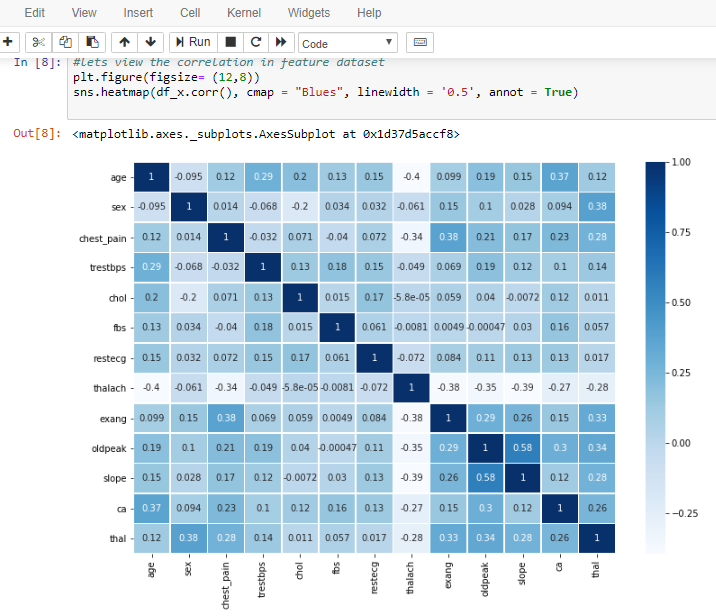 Edit View Insert Cell Kernel Widgets Help
Run Code
In [8]: #lets view the correlation in feature dataset
plt.figure(figsize= (12,8))
sns.heatmap(df_x.corr(), cmap = "Blues", linewidth = '0.5', annot = True)
Out[8]: <matplotlib.axes._subplots.AxesSubplot at 0x1d37d5accf8>
age 1 -0.095 0.12 0.29 0.2 0.13 0.15 -0.4 0.099 0.19 0.15 0.37 0.12
sex -0.095 1 0.014 -0.068 -0.2 0.034 0.032 -0.061 0.15 0.1 0.028 0.094 0.38
chest_pain 0.12 0.014 1 -0.032 0.071 -0.04 0.072 -0.34 0.38 0.21 0.17 0.23 0.28
trestbps 0.29 -0.068 -0.032 1 0.13 0.18 0.15 -0.049 0.069 0.19 0.12 0.1 0.14
chol 0.2 -0.2 0.071 0.13 1 0.015 0.17 -5.8e-05 0.059 0.04 -0.0072 0.12 0.011
fbs 0.13 0.034 -0.04 0.18 0.015 1 0.061 -0.0081 0.0049 -0.00047 0.03 0.16 0.057
restecg 0.15 0.032 0.072 0.15 0.17 0.061 1 -0.072 0.084 0.11 0.13 0.13 0.017
thalach -0.4 -0.061 -0.34 -0.049 -5.8e-05 -0.0081 -0.072 1 -0.38 -0.35 -0.39 -0.27 -0.28
exang 0.099 0.15 0.38 0.069 0.059 0.0049 0.084 -0.38 1 0.29 0.26 0.15 0.33
oldpeak 0.19 0.1 0.21 0.19 0.04 -0.00047 0.11 -0.35 0.29 1 0.58 0.3 0.34
slope 0.15 0.028 0.17 0.12 -0.0072 0.03 0.13 -0.39 0.26 0.58 1 0.12 0.28
ca 0.37 0.094 0.23 0.1 0.12 0.16 0.13 -0.27 0.15 0.3 0.12 1 0.26
thal 0.12 0.38 0.28 0.14 0.011 0.057 0.017 -0.28 0.33 0.34 0.28 0.26 1
age sex chest_pain trestbps chol fbs restecg thalach exang oldpeak slope ca thal
1.00
0.75
0.50
0.25
0.00
-0.25